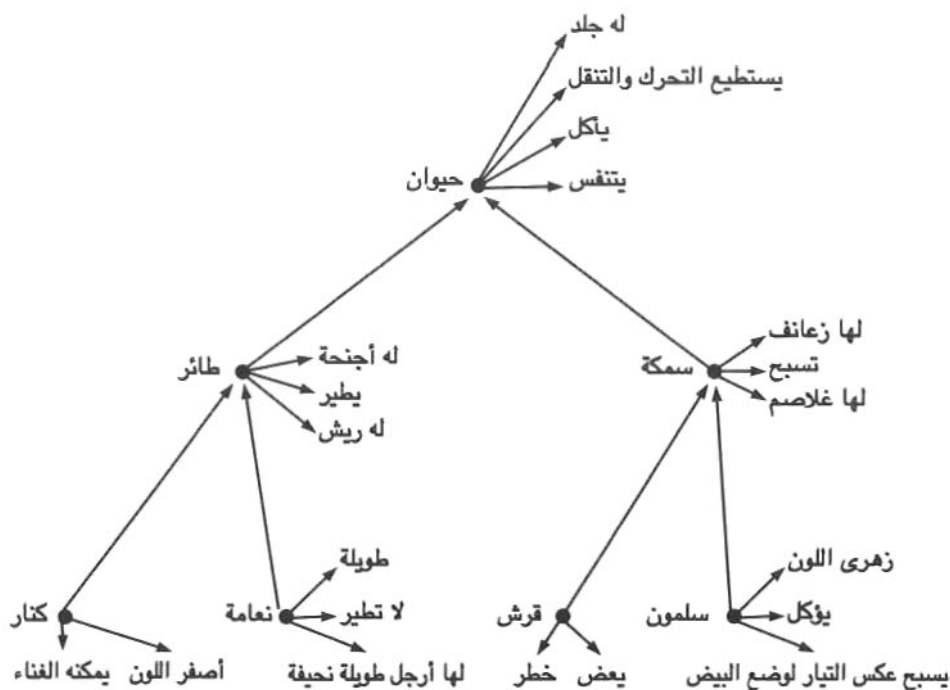 له جلد
يستطيع التحرك والتنقل
يأكل
يتنفس
حيوان
طائر
له أجنحة
يطير
له ريش
سمكة
لها زعانف
تسبح
لها غلاصم
كنار
يمكنه الغناء
أصفر اللون
نعامة
طويلة
لا تطير
لها أرجل طويلة نحيفة
قرش
خطر
يعض
سلمون
زهرى اللون
يؤكل
يسبح عكس التيار لوضع البيض